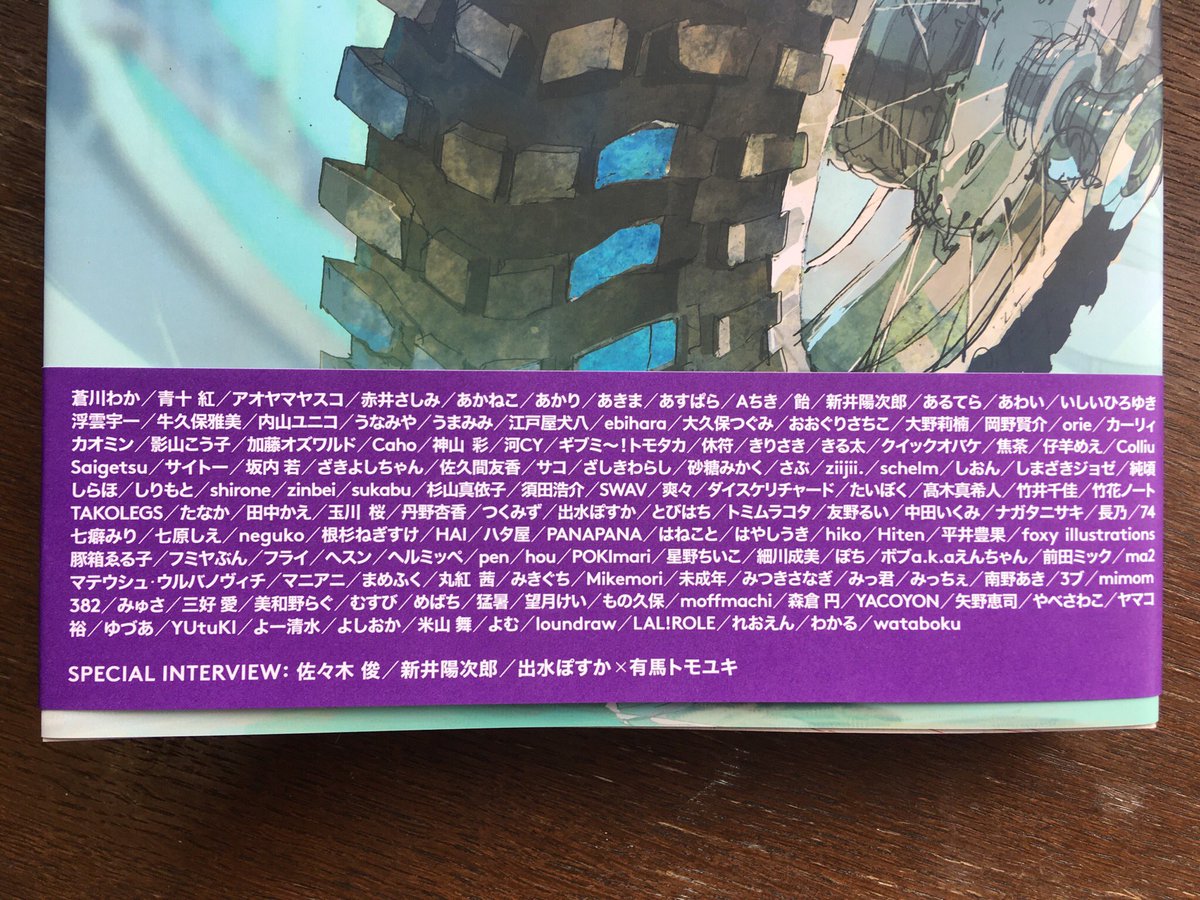 蒼川わか／青十 紅／アオヤマヤスコ／赤井さしみ／あかねこ／あかり／あきま／あすぱら／Aちき／飴／新井陽次郎／あるてら／あわい／いしいひろゆき
浮雲宇一／牛久保雅美／内山ユニコ／うなみや／うまみみ／江戸屋犬八／ebihara／大久保つぐみ／おおぐりさちこ／大野莉楠／岡野賢介／orie／カーリィ
カオミン／影山こう子／加藤オズワルド／Caho／神山 彩／河CY／ギブミ〜!トモタカ／休符／きりさき／きる太／クイックオバケ／焦茶／仔羊めえ／Colliu
Saigetsu／サイトー／坂内 若／ざきよしちゃん／佐久間友香／サコ／ざしきわらし／砂糖みかく／さぶ／ziijii.／schelm／しおん／しまざきジョゼ／純頃
しらほ／しりもと／shirone／zinbei／sukabu／杉山真依子／須田浩介／SWAV／爽々／ダイスケリチャード／たいぼく／髙木真希人／竹井千佳／竹花ノート
TAKOLEGS／たなか／田中かえ／玉川 桜／丹野杏香／つくみず／出水ぽすか／とびはち／トミムラコタ／友野るい／中田いくみ／ナガタニサキ／長乃／74
七癖みり／七原しえ／neguko／根杉ねぎすけ／HAI／ハタ屋／PANAPANA／はねこと／はやしうき／hiko／Hiten／平井豊果／foxy illustrations
豚箱ゑる子／フミヤぶん／フライ／ヘスン／ヘルミッペ／pen／hou／POKImari／星野ちいこ／細川成美／ぽち／ボブa.k.aえんちゃん／前田ミック／ma2
マテウシュ・ウルバノヴィチ／マニアニ／まめふく／丸紅 茜／みきぐち／Mikemori／未成年／みつきさなぎ／みっ君／みっちぇ／南野あき／3ブ／mimom
382／みゅさ／三好 愛／美和野らぐ／むすび／めばち／猛暑／望月けい／もの久保／moffmachi／森倉 円／YACOYON／矢野恵司／やべさわこ／ヤマコ
裕／ゆづあ／YUtuKI／よー清水／よしおか／米山 舞／よむ／loundraw／LAL!ROLE／れおえん／わかる／wataboku
SPECIAL INTERVIEW: 佐々木 俊／新井陽次郎／出水ぽすか×有馬トモユキ